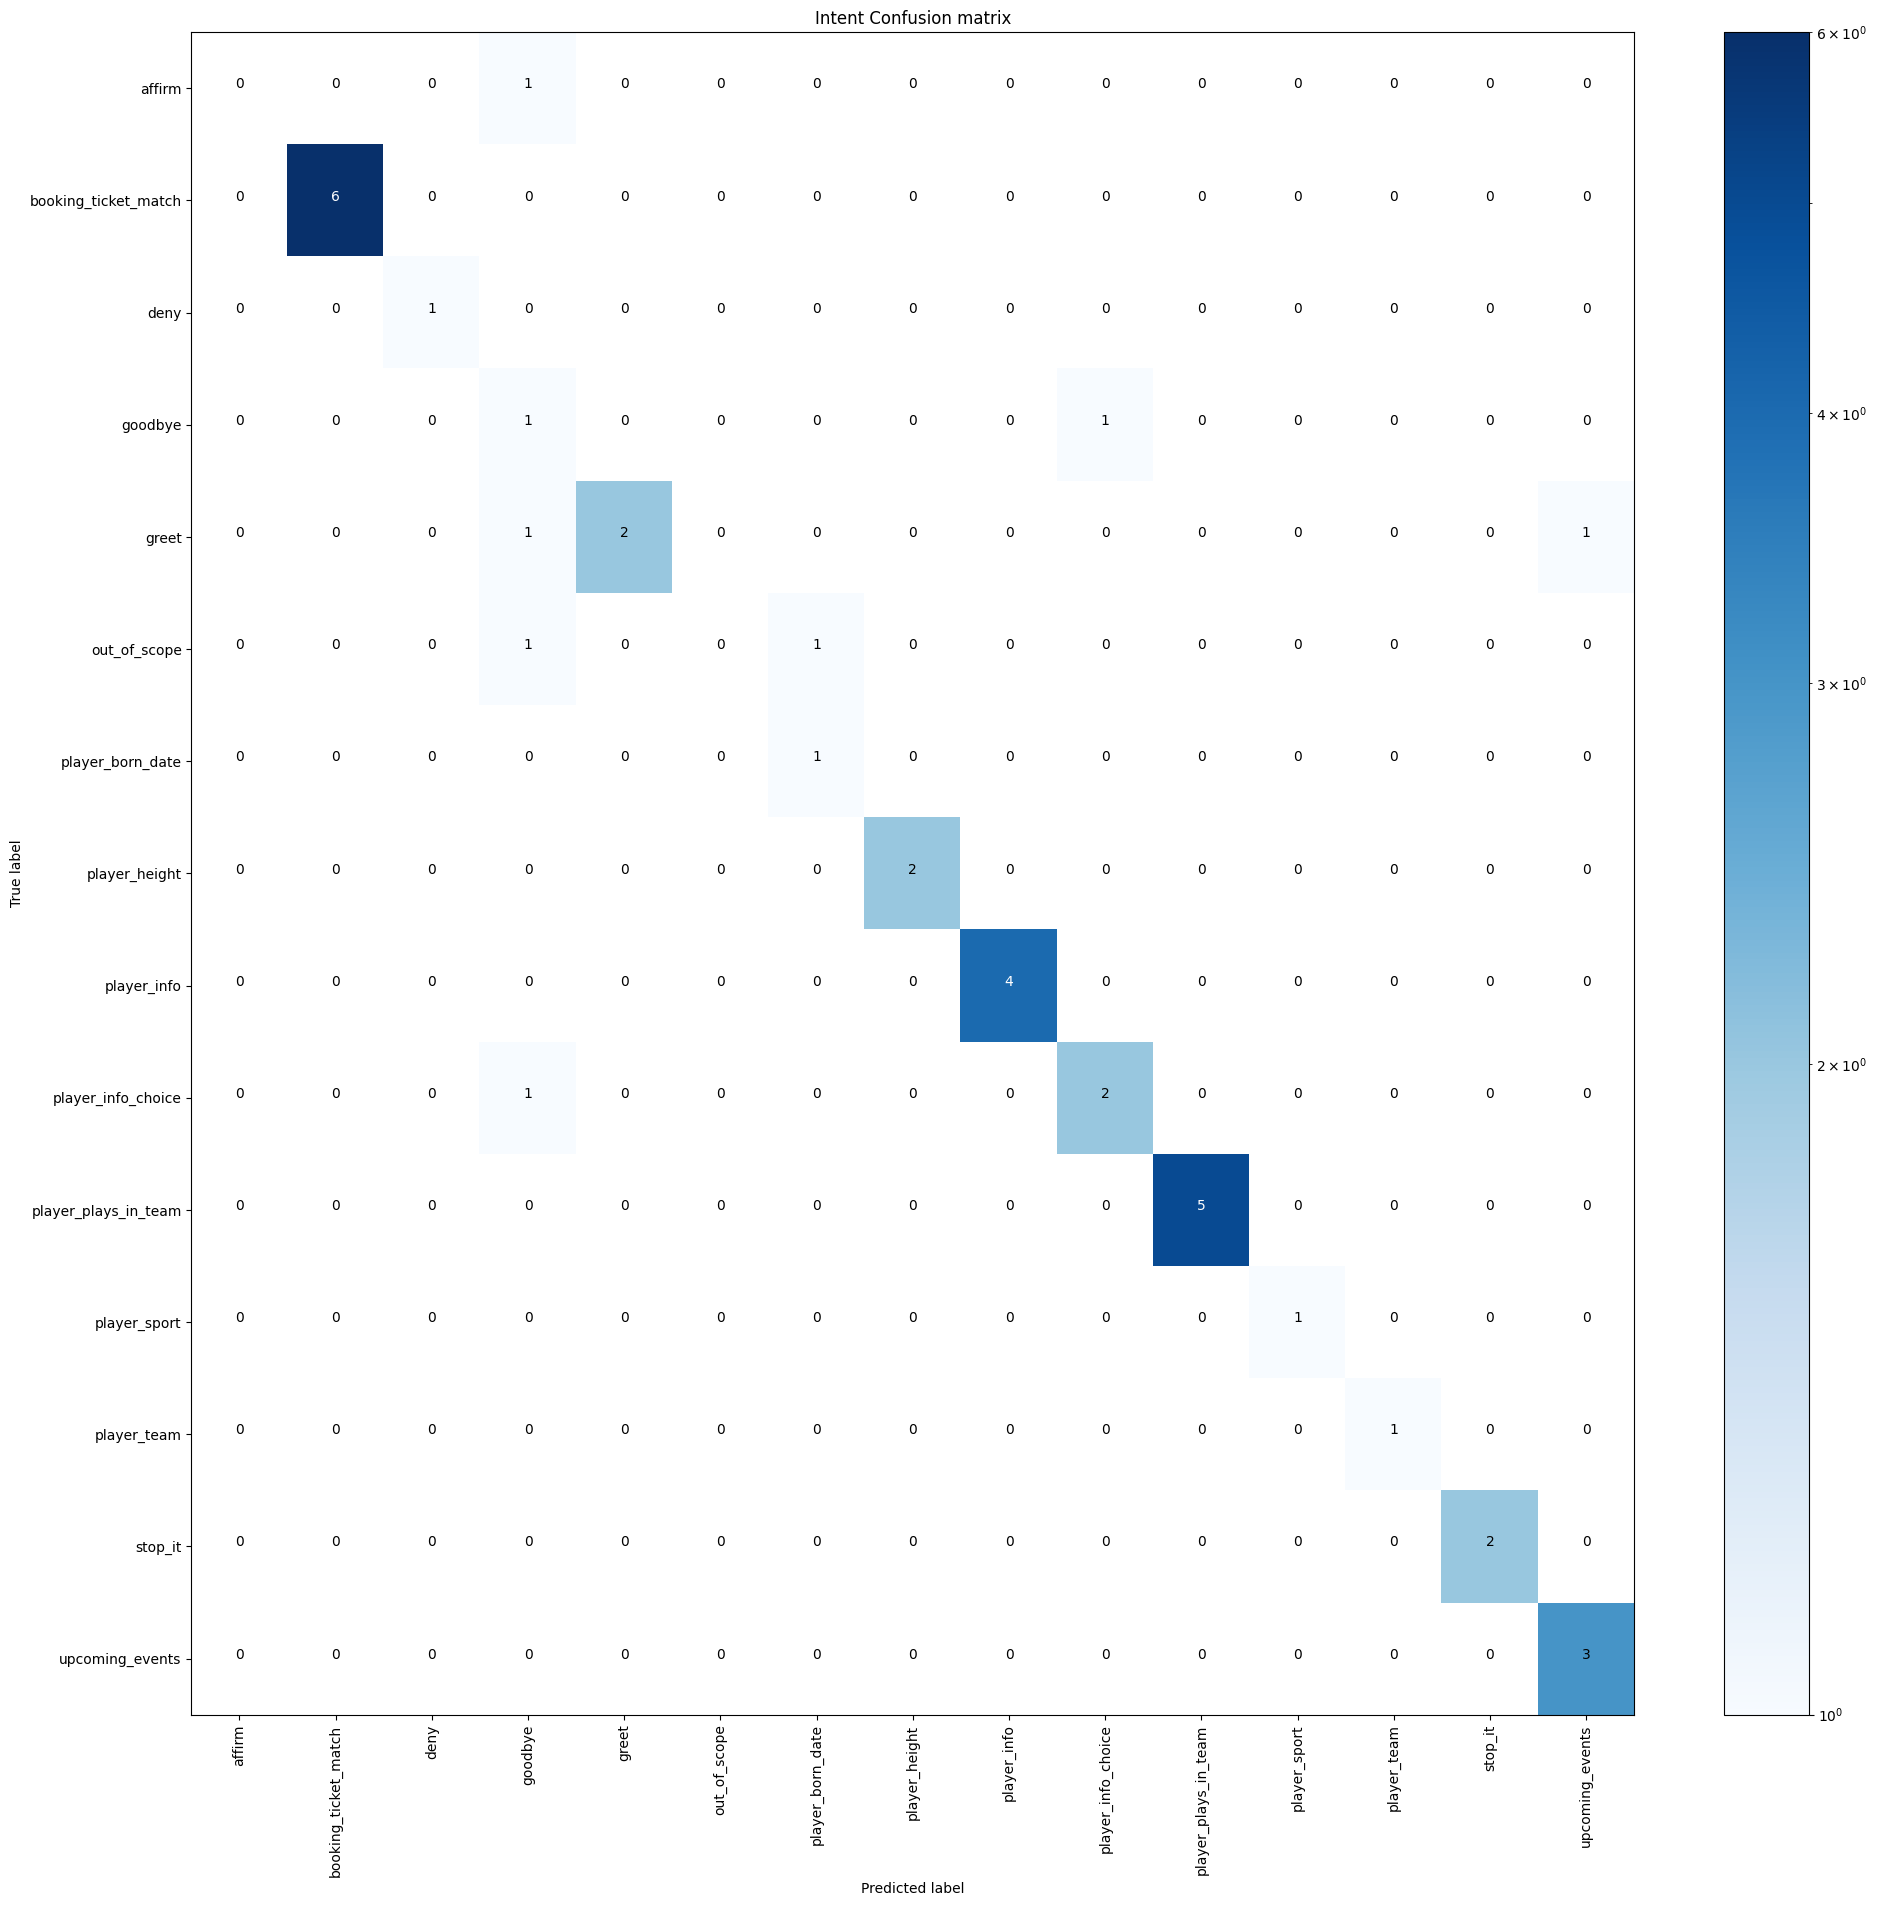 Intent Confusion matrix
affirm 0 0 0 1 0 0 0 0 0 0 0 0 0 0 0
booking_ticket_match 0 6 0 0 0 0 0 0 0 0 0 0 0 0 0
deny 0 0 1 0 0 0 0 0 0 0 0 0 0 0 0
goodbye 0 0 0 1 0 0 0 0 0 1 0 0 0 0 0
greet 0 0 0 1 2 0 0 0 0 0 0 0 0 0 1
out_of_scope 0 0 0 1 0 0 1 0 0 0 0 0 0 0 0
player_born_date 0 0 0 0 0 0 1 0 0 0 0 0 0 0 0
player_height 0 0 0 0 0 0 0 2 0 0 0 0 0 0 0
player_info 0 0 0 0 0 0 0 0 4 0 0 0 0 0 0
player_info_choice 0 0 0 1 0 0 0 0 0 2 0 0 0 0 0
player_plays_in_team 0 0 0 0 0 0 0 0 0 0 5 0 0 0 0
player_sport 0 0 0 0 0 0 0 0 0 0 0 1 0 0 0
player_team 0 0 0 0 0 0 0 0 0 0 0 0 1 0 0
stop_it 0 0 0 0 0 0 0 0 0 0 0 0 0 2 0
upcoming_events 0 0 0 0 0 0 0 0 0 0 0 0 0 0 3
True label
affirm
booking_ticket_match
deny
goodbye
greet
out_of_scope
player_born_date
player_height
player_info
player_info_choice
player_plays_in_team
player_sport
player_team
stop_it
upcoming_events
Predicted label
6 × 10⁰
4 × 10⁰
3 × 10⁰
2 × 10⁰
10⁰